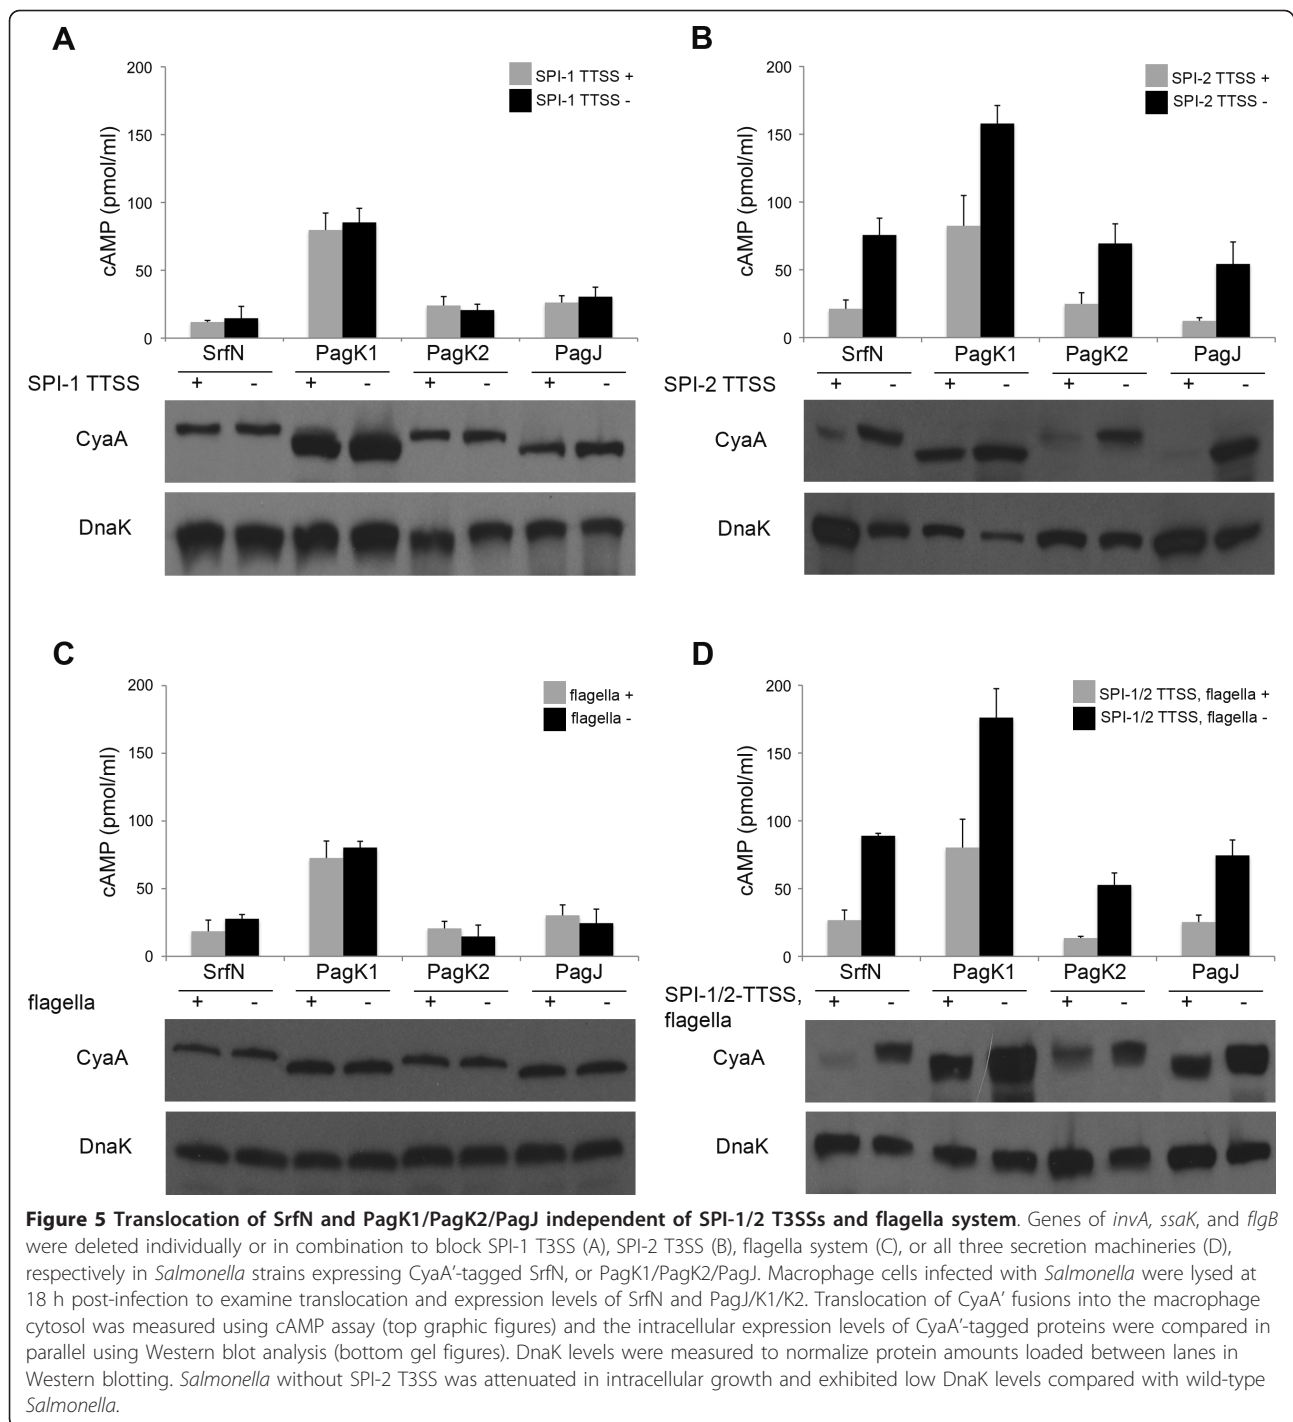 A
200
150
100
50
0
cAMP (pmol/ml)
SPI-1 TTSS +
SPI-1 TTSS -
SrfN PagK1 PagK2 PagJ
SPI-1 TTSS + - + - + - + -
CyaA
DnaK
B
200
150
100
50
0
cAMP (pmol/ml)
SPI-2 TTSS +
SPI-2 TTSS -
SrfN PagK1 PagK2 PagJ
SPI-2 TTSS + - + - + - + -
CyaA
DnaK
C
200
150
100
50
0
cAMP (pmol/ml)
flagella +
flagella -
SrfN PagK1 PagK2 PagJ
flagella + - + - + - + -
CyaA
DnaK
D
200
150
100
50
0
cAMP (pmol/ml)
SPI-1/2 TTSS, flagella +
SPI-1/2 TTSS, flagella -
SrfN PagK1 PagK2 PagJ
SPI-1/2-TTSS, + - + - + - + -
flagella
CyaA
DnaK
Figure 5 Translocation of SrfN and PagK1/PagK2/PagJ independent of SPI-1/2 T3SSs and flagella system. Genes of invA, ssaK, and flgB
were deleted individually or in combination to block SPI-1 T3SS (A), SPI-2 T3SS (B), flagella system (C), or all three secretion machineries (D),
respectively in Salmonella strains expressing CyaA’-tagged SrfN, or PagK1/PagK2/PagJ. Macrophage cells infected with Salmonella were lysed at
18 h post-infection to examine translocation and expression levels of SrfN and PagJ/K1/K2. Translocation of CyaA’ fusions into the macrophage
cytosol was measured using cAMP assay (top graphic figures) and the intracellular expression levels of CyaA’-tagged proteins were compared in
parallel using Western blot analysis (bottom gel figures). DnaK levels were measured to normalize protein amounts loaded between lanes in
Western blotting. Salmonella without SPI-2 T3SS was attenuated in intracellular growth and exhibited low DnaK levels compared with wild-type
Salmonella.